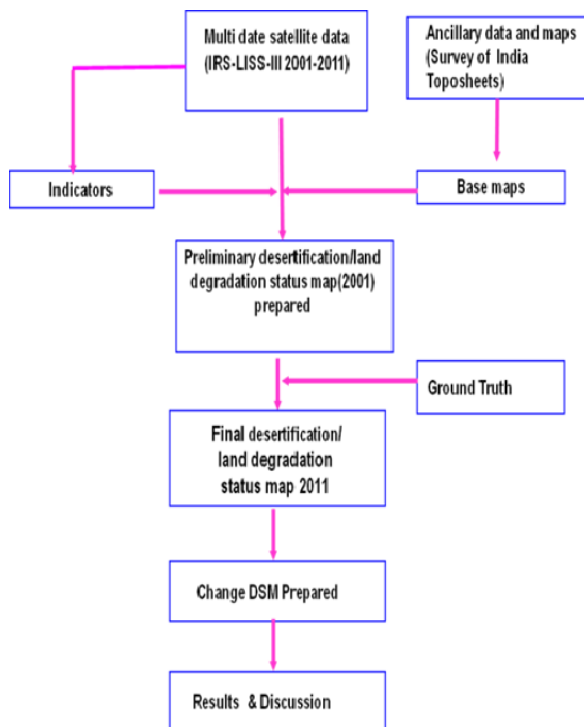 Multi date satellite data
(IRS-LISS-III 2001-2011)
Ancillary data and maps
(Survey of India
Toposheets)
Indicators
Base maps
Preliminary desertification/land
degradation status map(2001)
prepared
Ground Truth
Final desertification/
land degradation
status map 2011
Change DSM Prepared
Results & Discussion